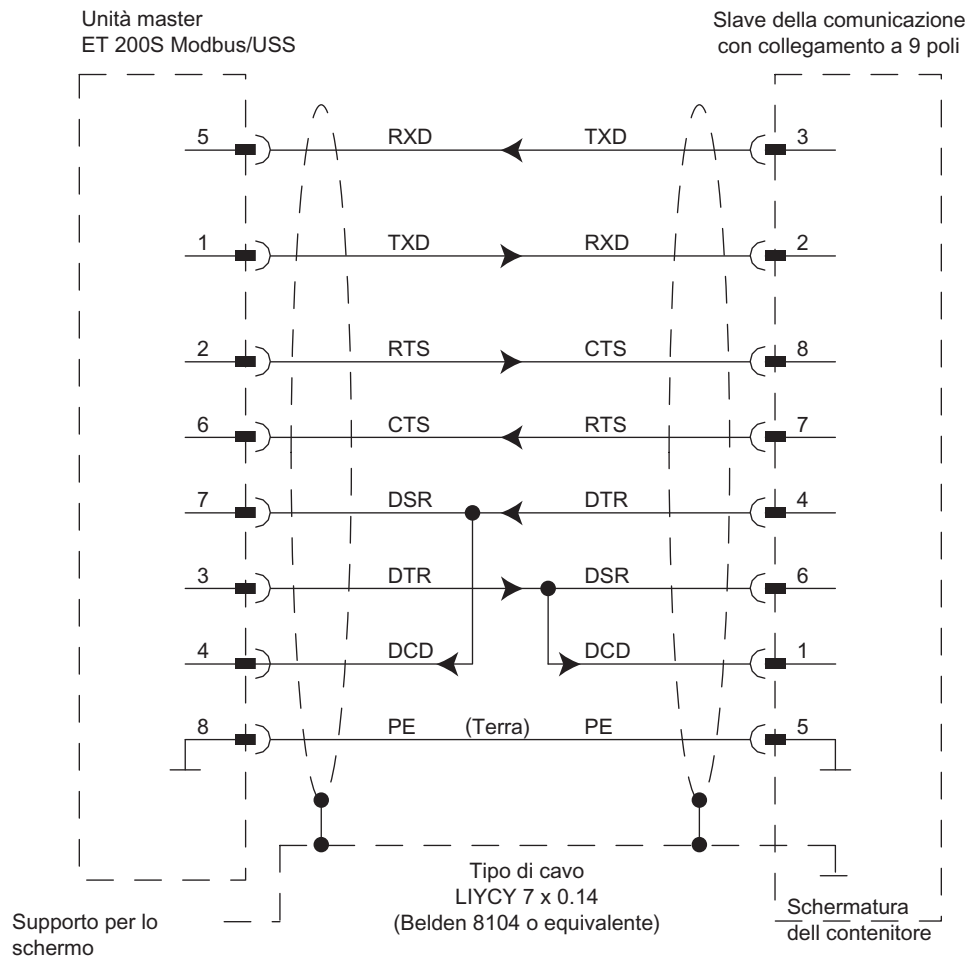 Unità master
ET 200S Modbus/USS
Slave della comunicazione
con collegamento a 9 poli
5 RXD TXD 3
1 TXD RXD 2
2 RTS CTS 8
6 CTS RTS 7
7 DSR DTR 4
3 DTR DSR 6
4 DCD DCD 1
8 PE (Terra) PE 5
Tipo di cavo
LIYCY 7 x 0.14
(Belden 8104 o equivalente)
Supporto per lo
schermo
Schermatura
dell contenitore